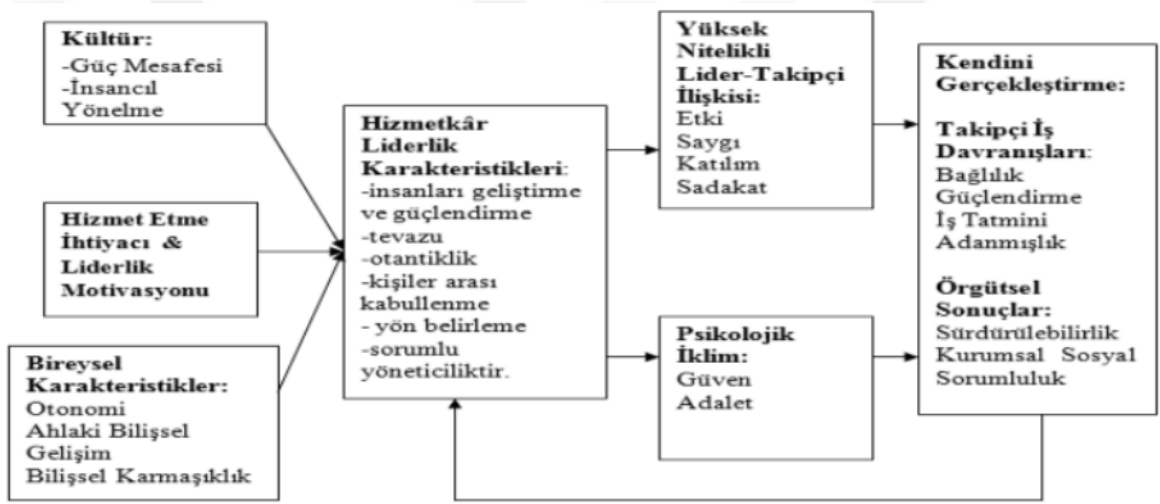 Kültür:
-Güç Mesafesi
-İnsancıl
Yönelme
Hizmet Etme
İhtiyacı &
Liderlik
Motivasyonu
Bireysel
Karakteristikler:
Otonomi
Ahlaki Bilişsel
Gelişim
Bilişsel Karmaşıklık
Hizmetkâr
Liderlik
Karakteristikleri:
-insanları geliştirme
ve güçlendirme
-tevazu
-otantiklik
-kişiler arası
kabullenme
- yön belirleme
-sorumlu
yöneticiliktir.
Yüksek
Nitelikli
Lider-Takipçi
İlişkisi:
Etki
Saygı
Katılım
Sadakat
Psikolojik
İklim:
Güven
Adalet
Kendini
Gerçekleştirme:
Takipçi İş
Davranışları:
Bağlılık
Güçlendirme
İş Tatmini
Adanmışlık
Örgütsel
Sonuçlar:
Sürdürülebilirlik
Kurumsal Sosyal
Sorumluluk